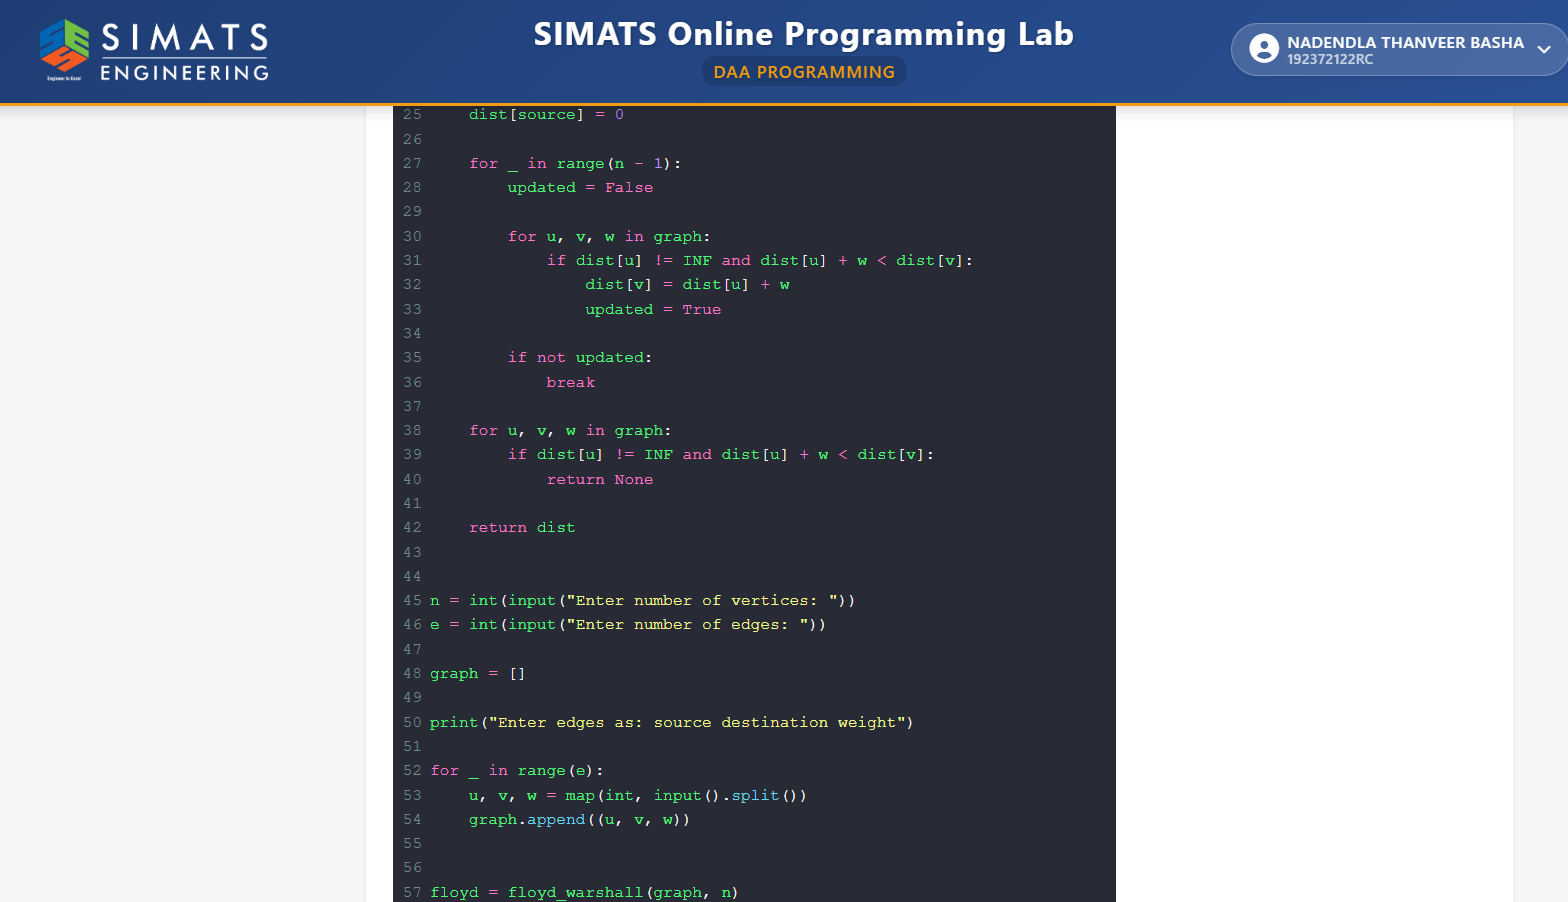 SIMATS
ENGINEERING
Engineer to Excel
SIMATS Online Programming Lab
DAA PROGRAMMING
NADENDLA THANVEER BASHA
192372122RC
25     dist[source] = 0
26
27     for _ in range(n - 1):
28         updated = False
29
30         for u, v, w in graph:
31             if dist[u] != INF and dist[u] + w < dist[v]:
32                 dist[v] = dist[u] + w
33                 updated = True
34
35         if not updated:
36             break
37
38     for u, v, w in graph:
39         if dist[u] != INF and dist[u] + w < dist[v]:
40             return None
41
42     return dist
43
44
45 n = int(input("Enter number of vertices: "))
46 e = int(input("Enter number of edges: "))
47
48 graph = []
49
50 print("Enter edges as: source destination weight")
51
52 for _ in range(e):
53     u, v, w = map(int, input().split())
54     graph.append((u, v, w))
55
56
57 floyd = floyd_warshall(graph, n)